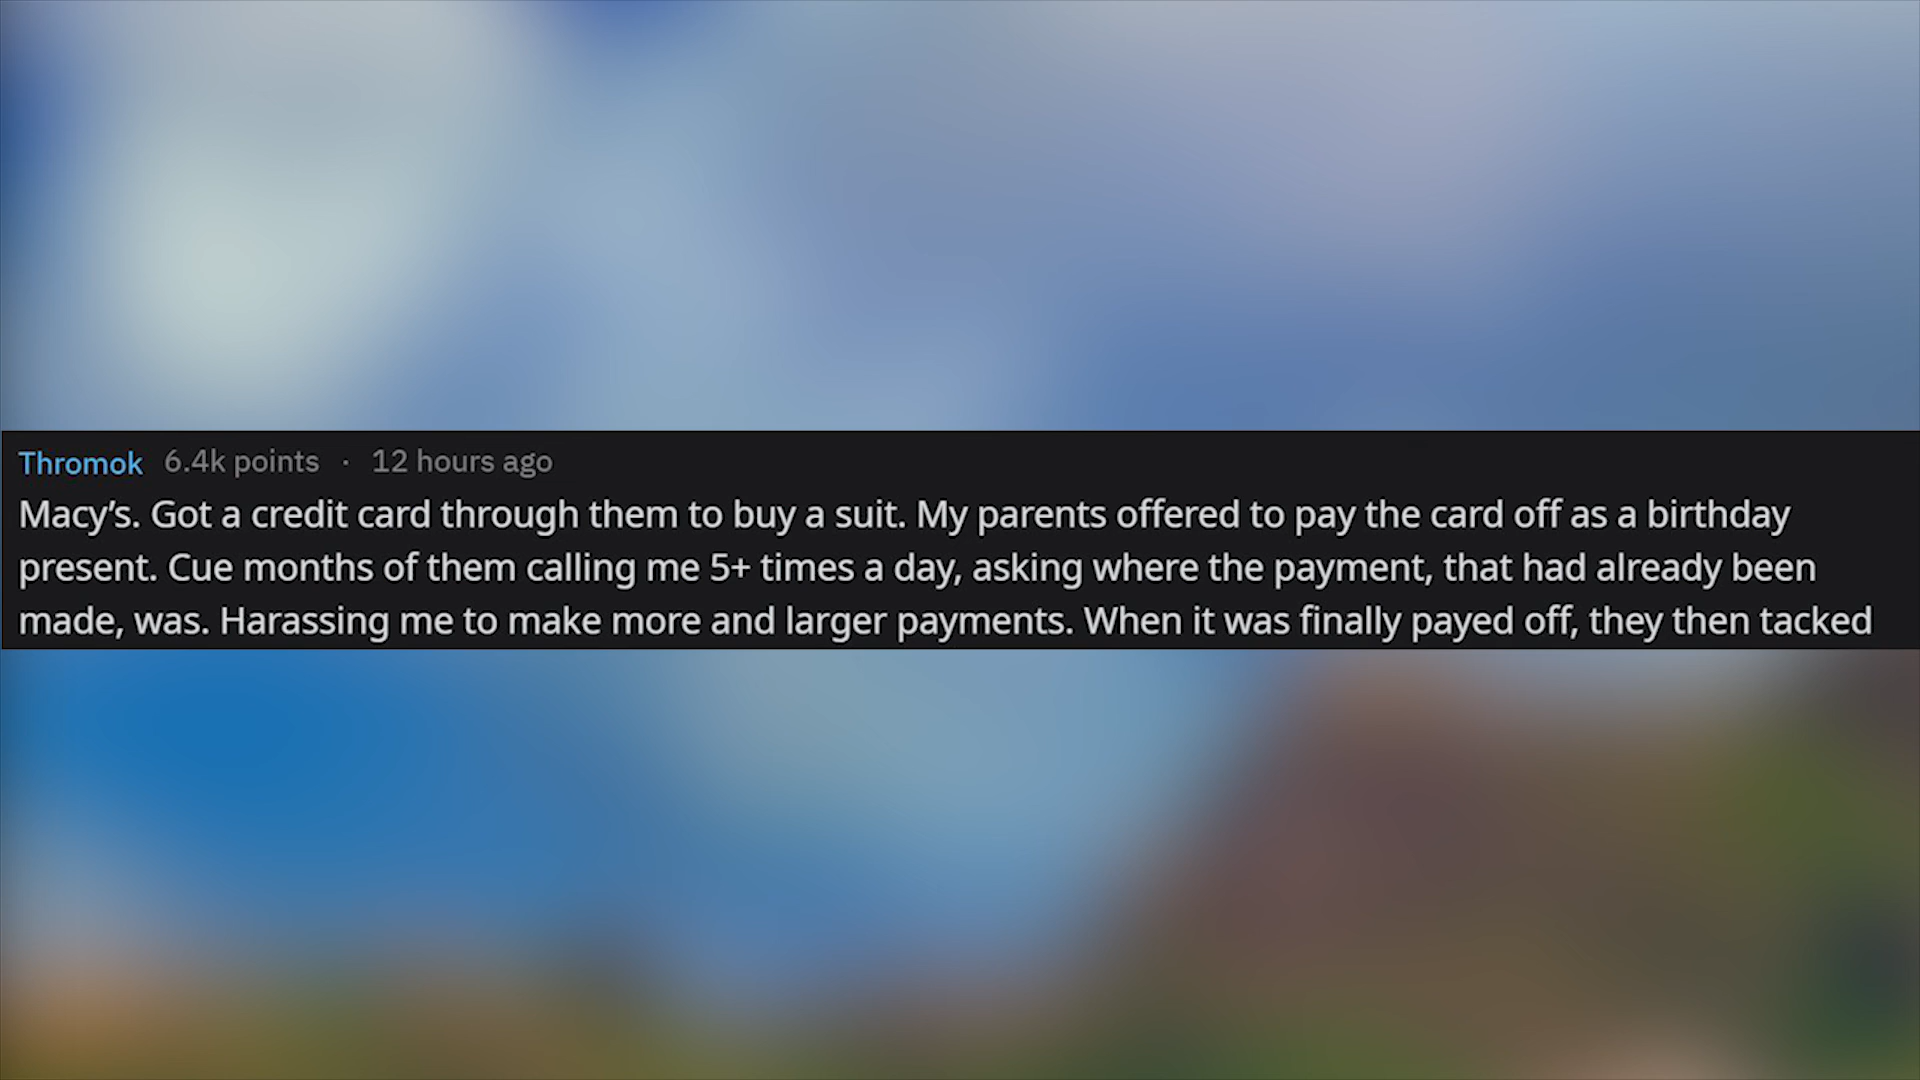 Thromok 6.4k points · 12 hours ago
Macy’s. Got a credit card through them to buy a suit. My parents offered to pay the card off as a birthday
present. Cue months of them calling me 5+ times a day, asking where the payment, that had already been
made, was. Harassing me to make more and larger payments. When it was finally payed off, they then tacked